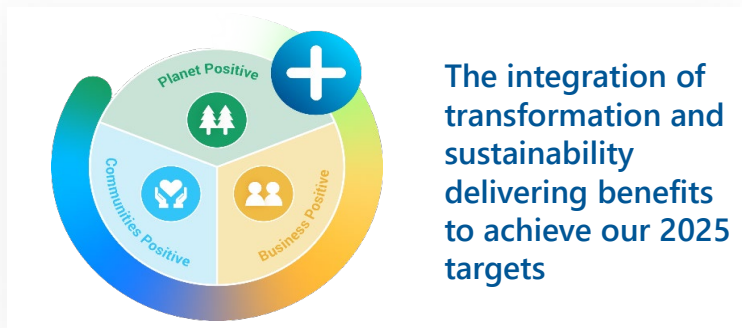 Planet Positive
Communities Positive
Business Positive
The integration of
transformation and
sustainability
delivering benefits
to achieve our 2025
targets